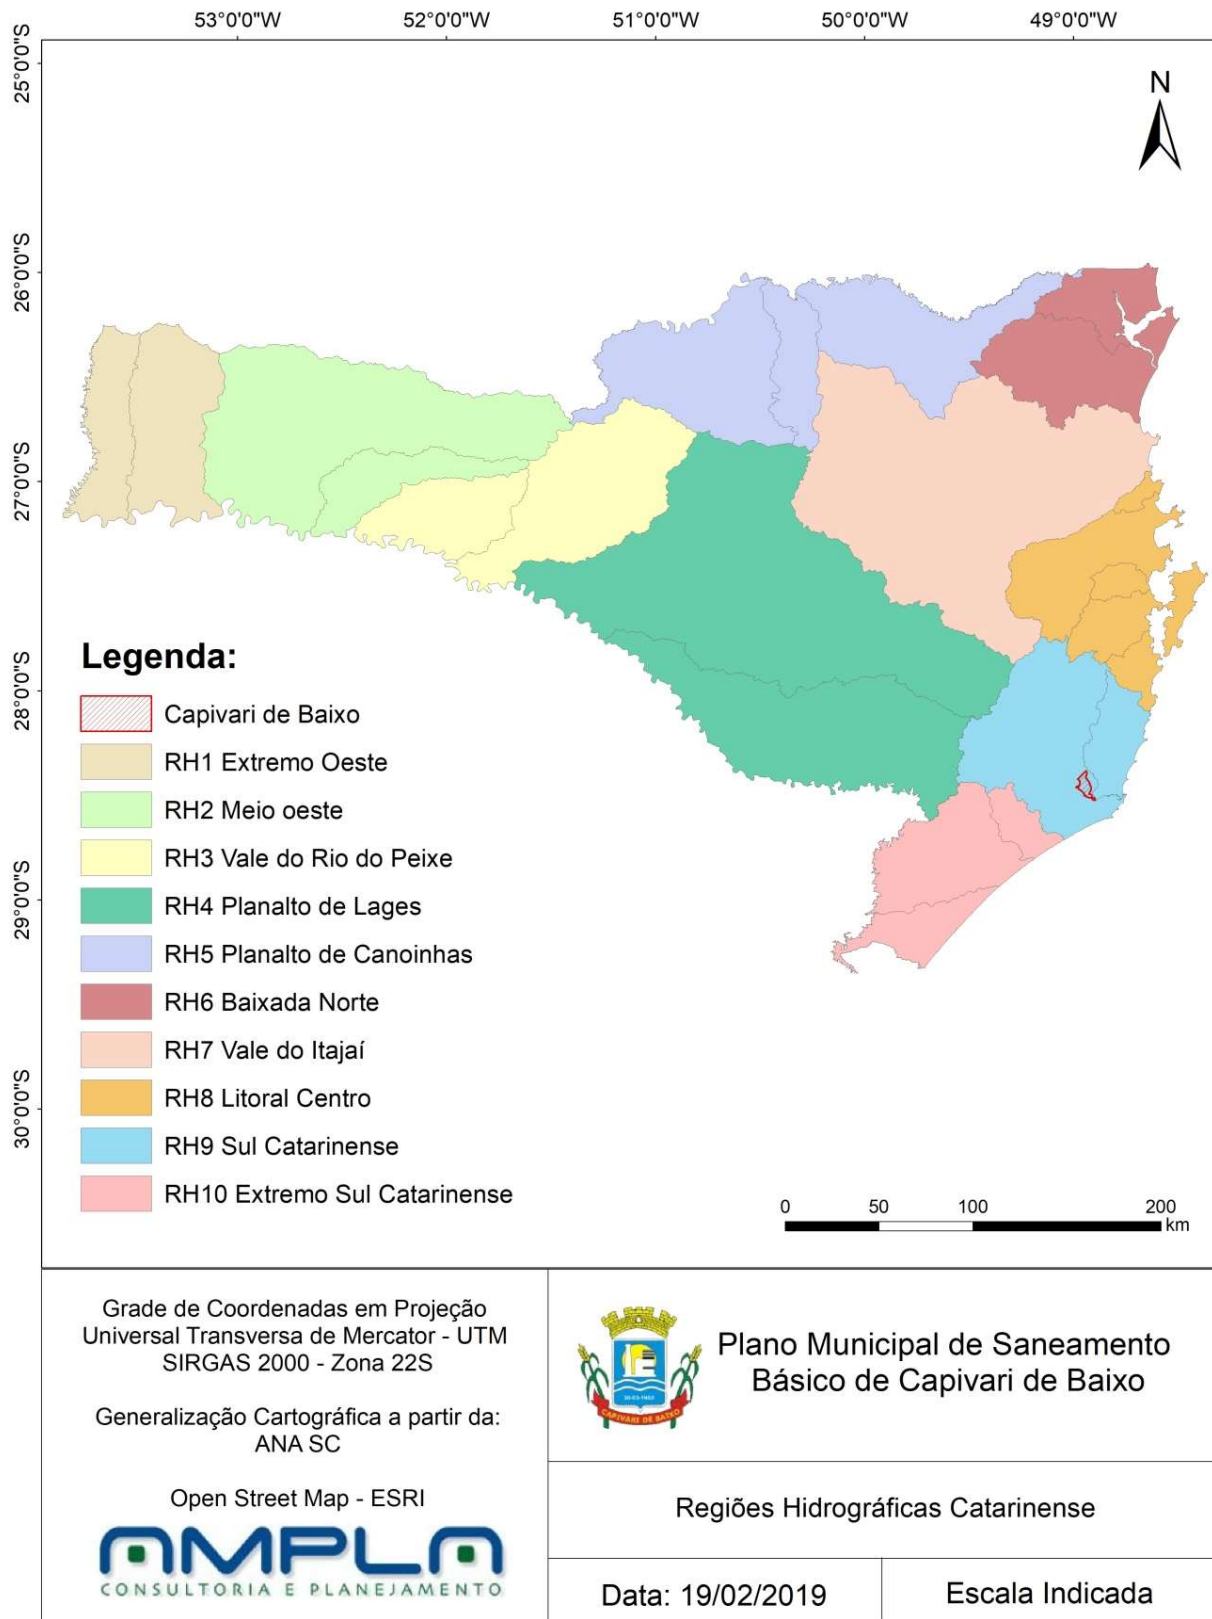 53°0'0"W 52°0'0"W 51°0'0"W 50°0'0"W 49°0'0"W
25°0'0"S
26°0'0"S
27°0'0"S
28°0'0"S
29°0'0"S
30°0'0"S
N
Legenda:
Capivari de Baixo
RH1 Extremo Oeste
RH2 Meio oeste
RH3 Vale do Rio do Peixe
RH4 Planalto de Lages
RH5 Planalto de Canoinhas
RH6 Baixada Norte
RH7 Vale do Itajaí
RH8 Litoral Centro
RH9 Sul Catarinense
RH10 Extremo Sul Catarinense
0 50 100 200
km
Grade de Coordenadas em Projeção
Universal Transversa de Mercator - UTM
SIRGAS 2000 - Zona 22S
Generalização Cartográfica a partir da:
ANA SC
Open Street Map - ESRI
AMPLA
CONSULTORIA E PLANEJAMENTO
CAPIVARI DE BAIXO
Plano Municipal de Saneamento
Básico de Capivari de Baixo
Regiões Hidrográficas Catarinense
Data: 19/02/2019
Escala Indicada